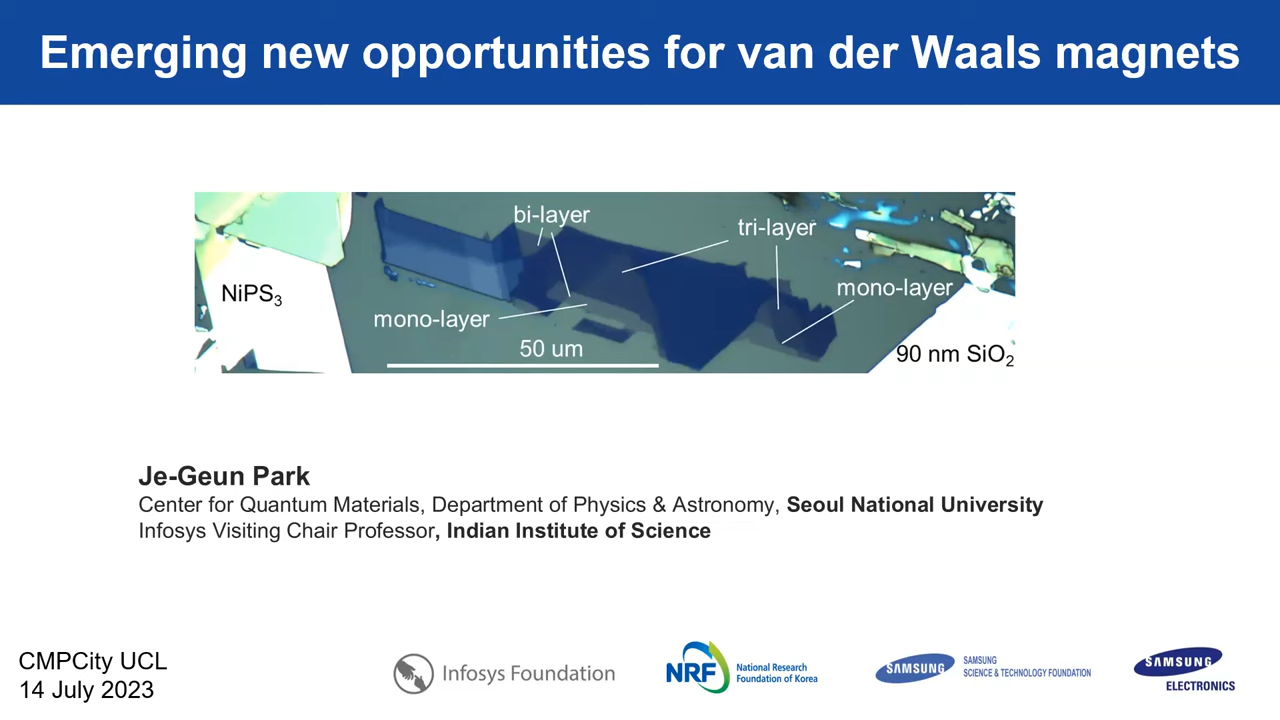 Emerging new opportunities for van der Waals magnets
bi-layer
tri-layer
NiPS3
mono-layer
mono-layer
50 um
90 nm SiO2
Je-Geun Park
Center for Quantum Materials, Department of Physics & Astronomy, Seoul National University
Infosys Visiting Chair Professor, Indian Institute of Science
CMPCity UCL
14 July 2023
Infosys Foundation
NRF
National Research
Foundation of Korea
SAMSUNG
SAMSUNG
SCIENCE & TECHNOLOGY FOUNDATION
SAMSUNG
ELECTRONICS